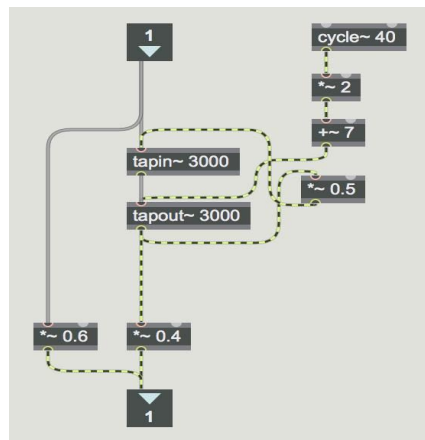 1
cycle~ 40
*~ 2
+~ 7
tapin~ 3000
*~ 0.5
tapout~ 3000
*~ 0.6
*~ 0.4
1